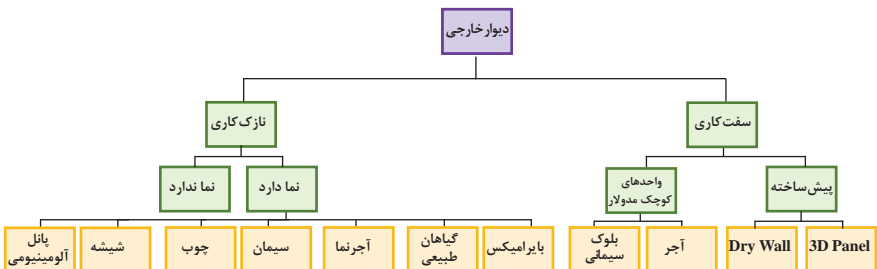 دیوار خارجی
سفت‌کاری
نازک‌کاری
پیش‌ساخته
واحدهای
کوچک مدولار
نما دارد
نما ندارد
3D Panel
Dry Wall
آجر
بلوک
سیمانی
بایرامیکس
گیاهان
طبیعی
آجرنما
سیمان
چوب
شیشه
پانل
آلومینیومی